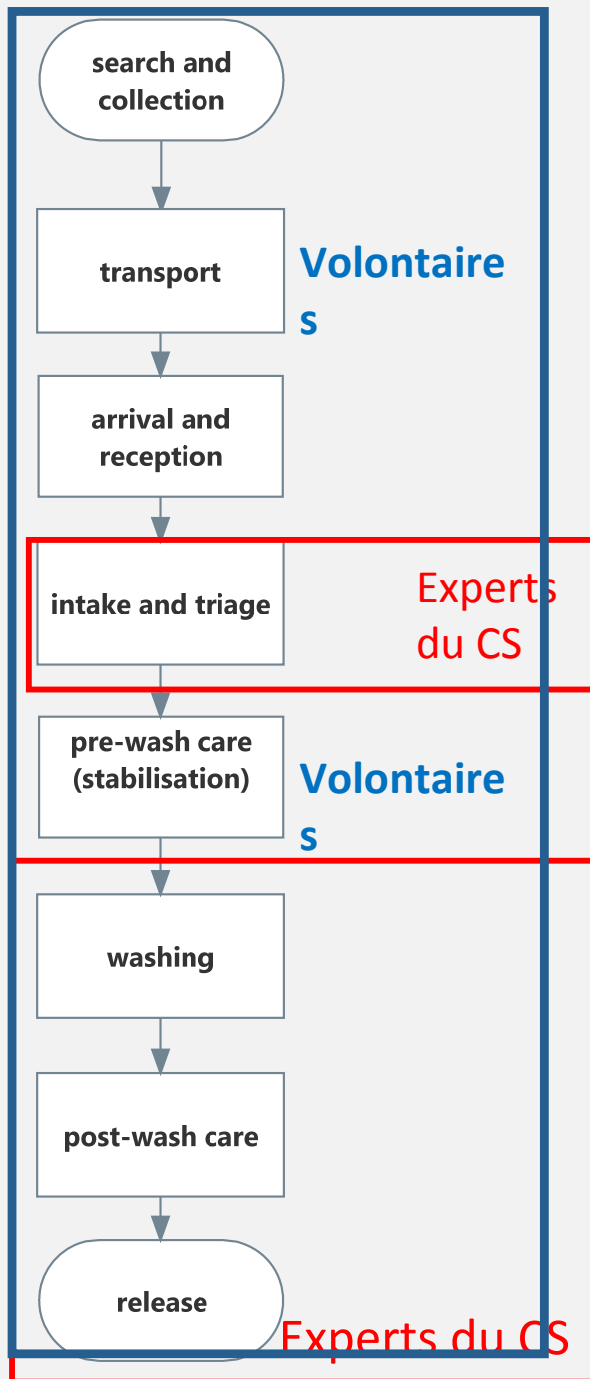 search and
collection
transport
Volontaire
s
arrival and
reception
intake and triage
Experts
du CS
pre-wash care
(stabilisation)
Volontaire
s
washing
post-wash care
release
Experts du CS